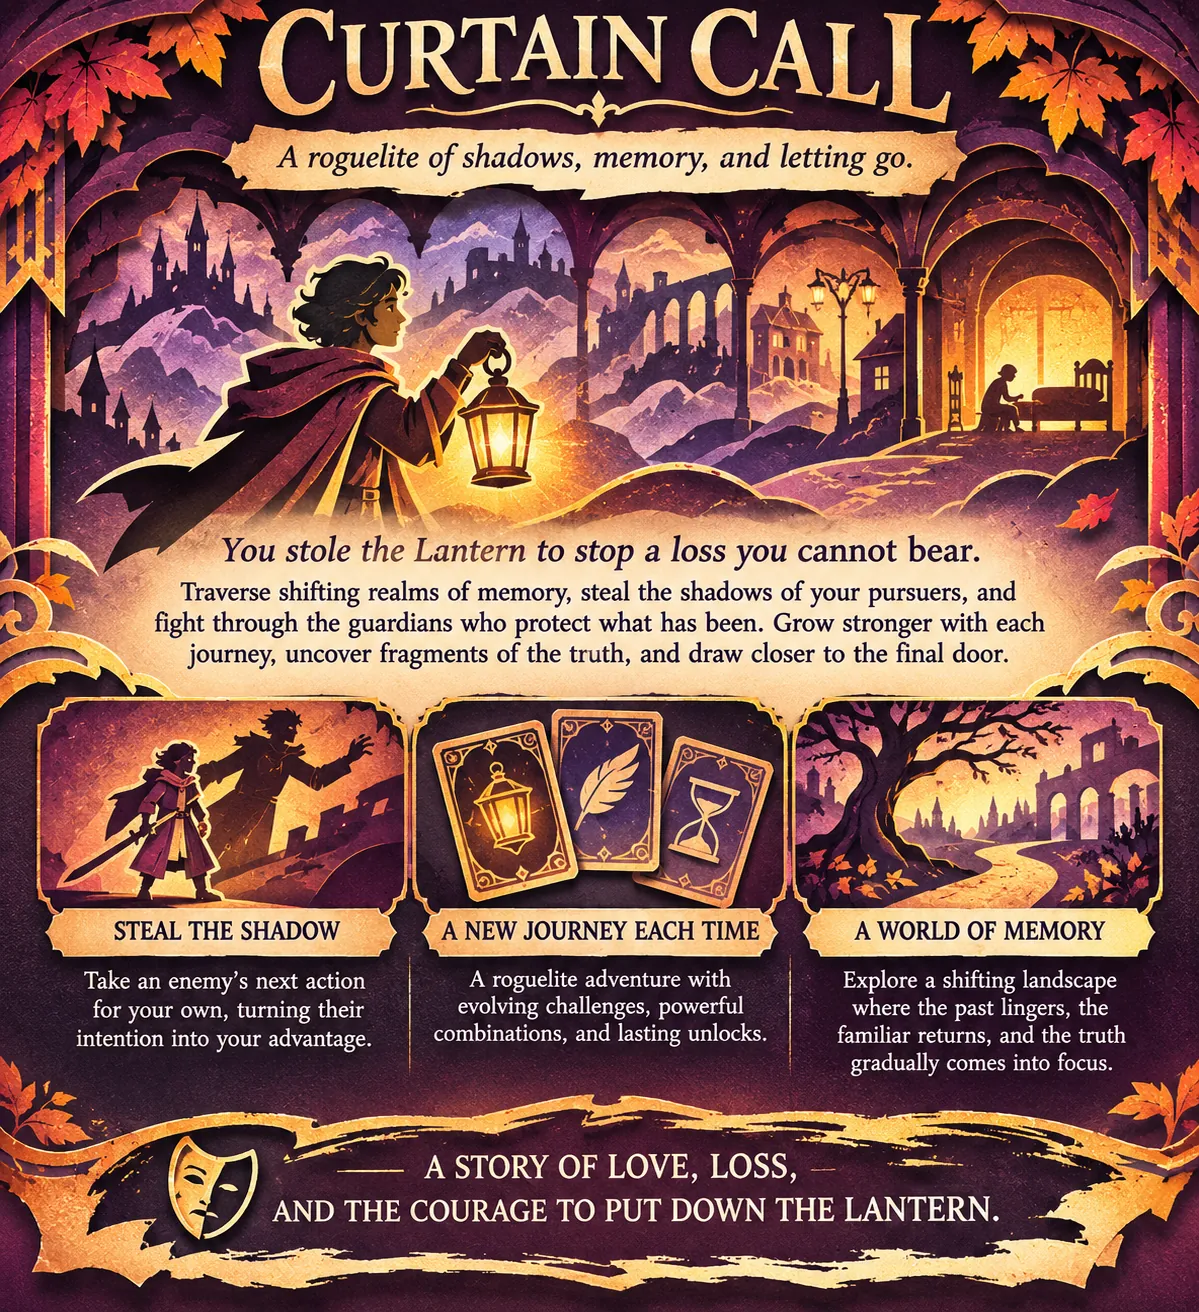 CURTAIN CALL
A roguelite of shadows, memory, and letting go.
You stole the Lantern to stop a loss you cannot bear.
Traverse shifting realms of memory, steal the shadows of your pursuers, and
fight through the guardians who protect what has been. Grow stronger with each
journey, uncover fragments of the truth, and draw closer to the final door.
STEAL THE SHADOW
Take an enemy’s next action
for your own, turning their
intention into your advantage.
A NEW JOURNEY EACH TIME
A roguelite adventure with
evolving challenges, powerful
combinations, and lasting unlocks.
A WORLD OF MEMORY
Explore a shifting landscape
where the past lingers, the
familiar returns, and the truth
gradually comes into focus.
A STORY OF LOVE, LOSS,
AND THE COURAGE TO PUT DOWN THE LANTERN.